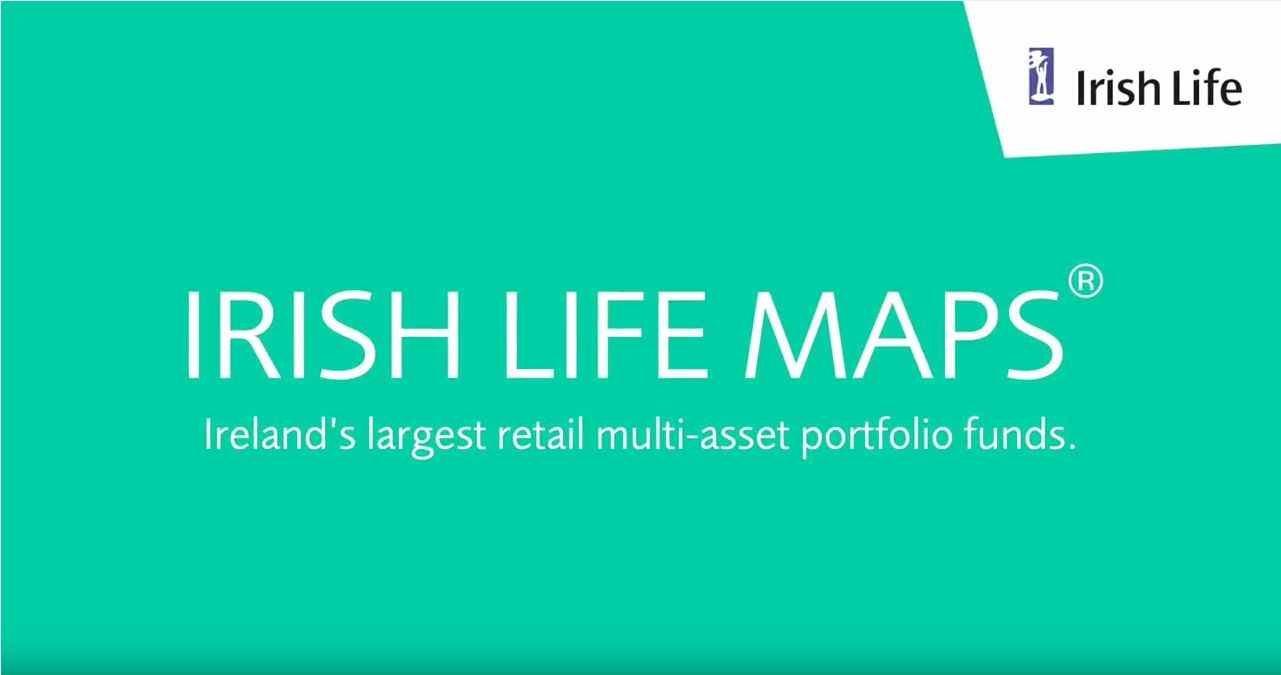 Irish Life
IRISH LIFE MAPS®
Ireland's largest retail multi-asset portfolio funds.